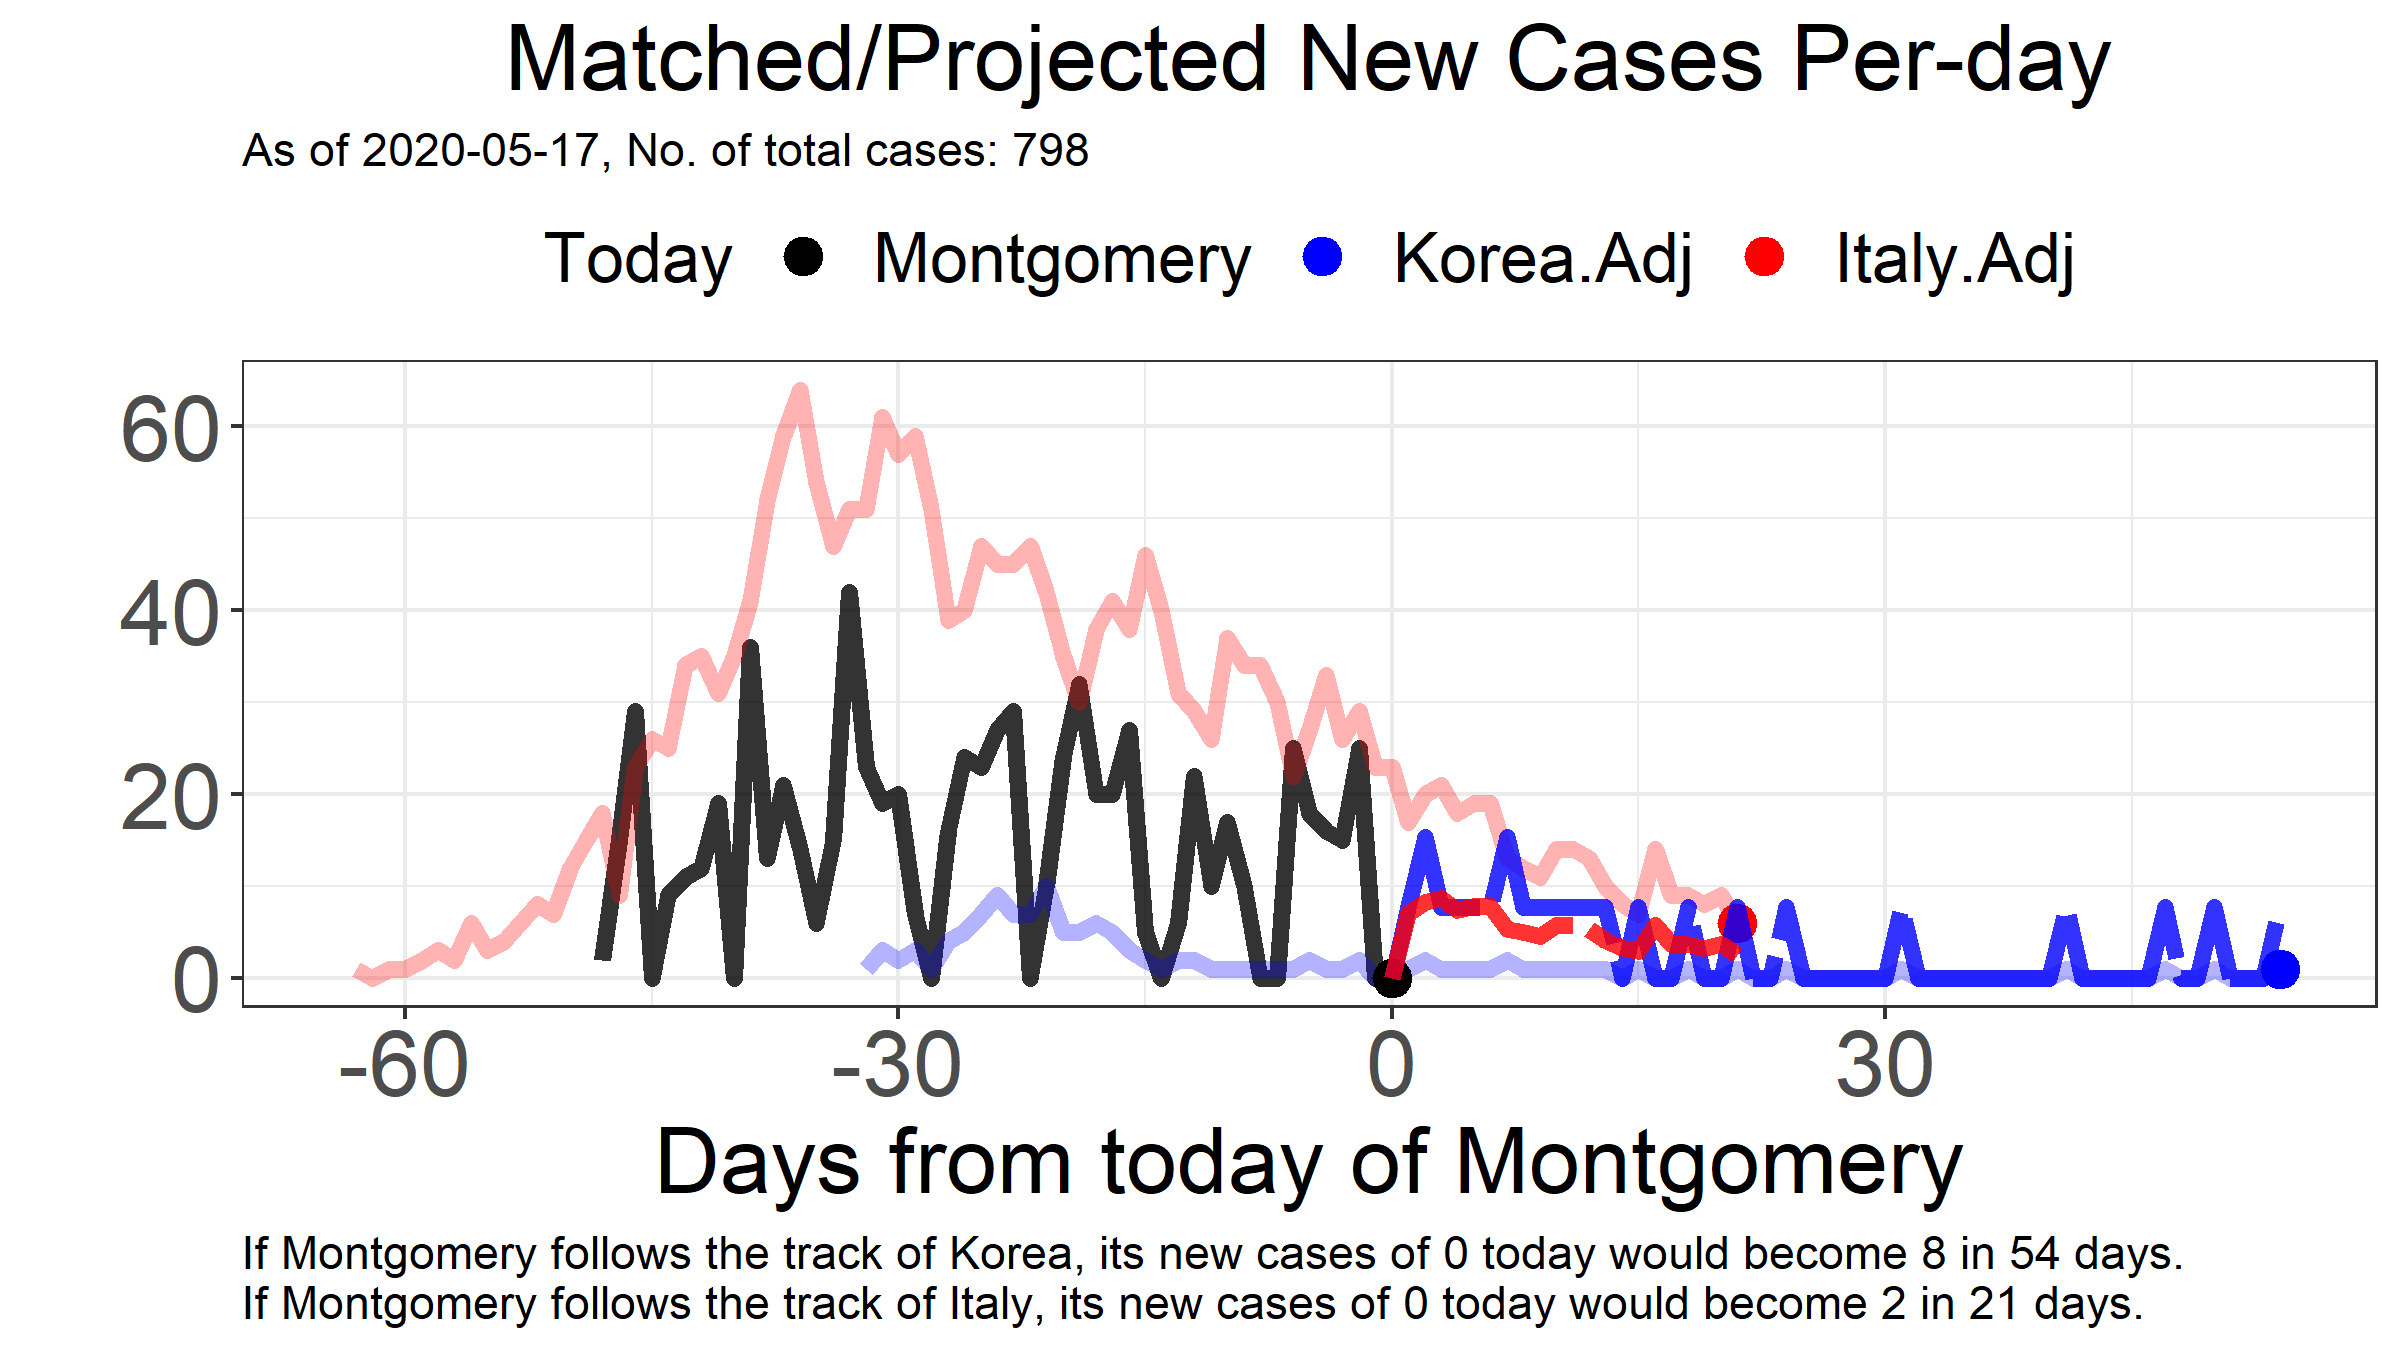 Matched/Projected New Cases Per-day
As of 2020-05-17, No. of total cases: 798
Today Montgomery Korea.Adj Italy.Adj
60
40
20
0
-60 -30 0 30
Days from today of Montgomery
If Montgomery follows the track of Korea, its new cases of 0 today would become 8 in 54 days.
If Montgomery follows the track of Italy, its new cases of 0 today would become 2 in 21 days.